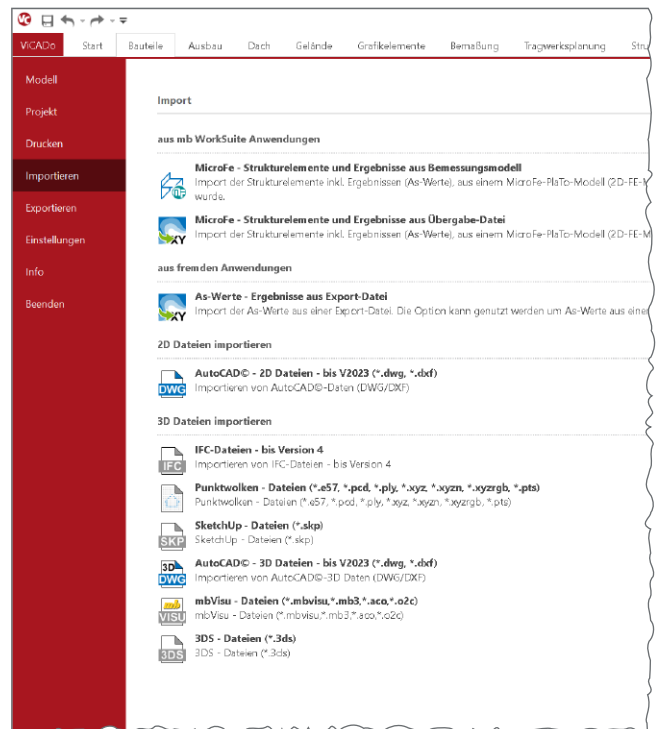 ViCADo Start Bauteile Ausbau Dach Gelände Grafikelemente Bemaßung Tragwerksplanung
Modell
Projekt
Drucken
Importieren
Exportieren
Einstellungen
Info
Beenden
Import
aus mb WorkSuite Anwendungen
MicroFe - Strukturelemente und Ergebnisse aus Bemessungsmodell
Import der Strukturelemente inkl. Ergebnissen (As-Werte), aus einem MicroFe-PlaTo-Modell (2D-FE-M
wurde.
MicroFe - Strukturelemente und Ergebnisse aus Übergabe-Datei
Import der Strukturelemente inkl. Ergebnissen (As-Werte), aus einem MicroFe-PlaTo-Modell (2D-FE-M
XY
aus fremden Anwendungen
As-Werte - Ergebnisse aus Export-Datei
Import der As-Werte aus einer Export-Datei. Die Option kann genutzt werden um As-Werte aus einer
XY
2D Dateien importieren
AutoCAD© - 2D Dateien - bis V2023 (*.dwg, *.dxf)
DWG Importieren von AutoCAD©-Daten (DWG/DXF)
3D Dateien importieren
IFC-Dateien - bis Version 4
IFC Importieren von IFC-Dateien - bis Version 4
Punktwolken - Dateien (*.e57, *.pcd, *.ply, *.xyz, *.xyzn, *.xyzrgb, *.pts)
Punktwolken - Dateien (*.e57, *.pcd, *.ply, *.xyz, *.xyzn, *.xyzrgb, *.pts)
SketchUp - Dateien (*.skp)
SKP SketchUp - Dateien (*.skp)
3D AutoCAD© - 3D Dateien - bis V2023 (*.dwg, *.dxf)
DWG Importieren von AutoCAD©-3D Daten (DWG/DXF)
mb mbVisu - Dateien (*.mbvisu,*.mb3,*.aco,*.o2c)
VISU mbVisu - Dateien (*.mbvisu,*.mb3,*.aco,*.o2c)
3DS - Dateien (*.3ds)
3DS 3DS - Dateien (*.3ds)